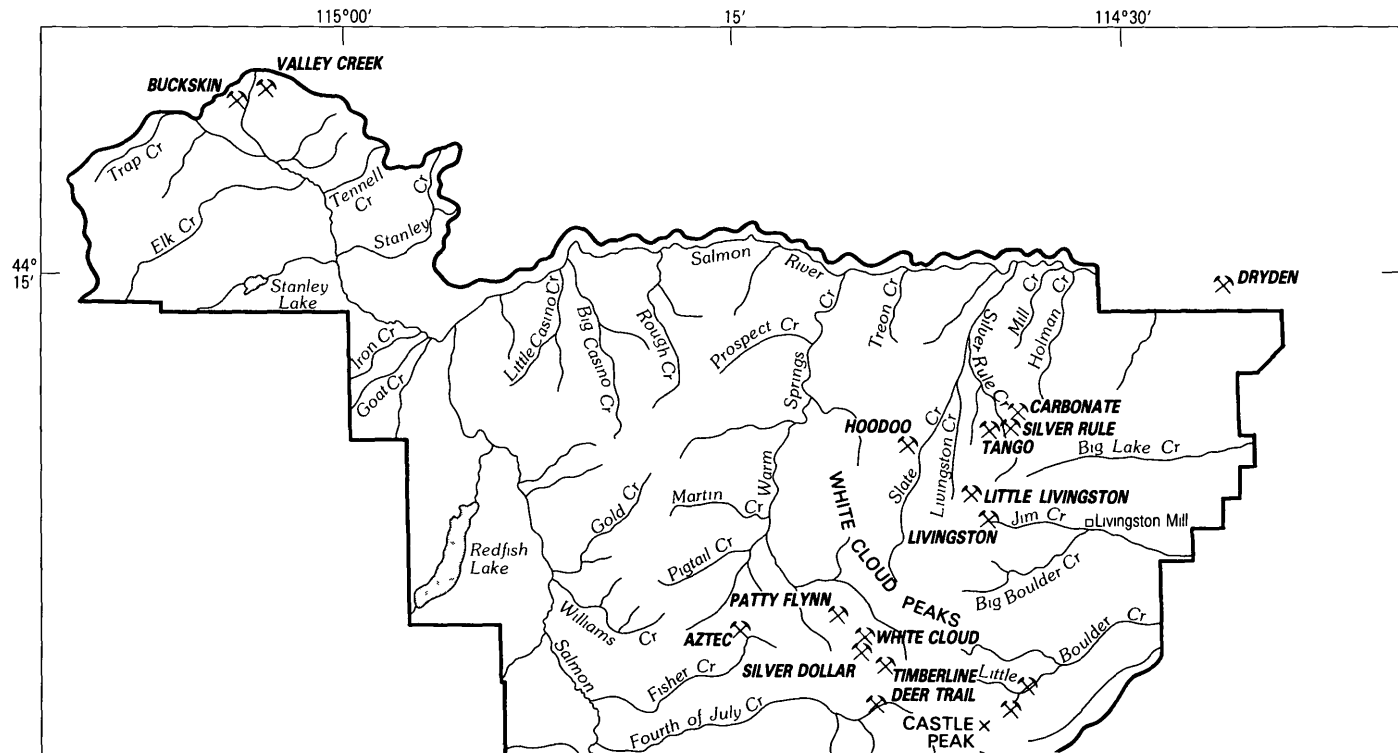 115°00'
15'
114°30'
VALLEY CREEK
BUCKSKIN
Trap Cr
Tennell
Cr
Cr
Stanley
Elk Cr
44°
15'
Stanley
Lake
Salmon
River
DRYDEN
Iron Cr
Goat Cr
Little Casino Cr
Big Casino Cr
Rough Cr
Prospect Cr
Warm Springs Cr
Treon Cr
Silver Rule Cr
Mill Cr
Holman Cr
CARBONATE
SILVER RULE
TANGO
HOODOO
Slate Cr
Livingston Cr
Big Lake Cr
Gold Cr
Martin
Cr
WHITE CLOUD PEAKS
LITTLE LIVINGSTON
LIVINGSTON
Jim Cr
Livingston Mill
Redfish
Lake
Pigtail Cr
Big Boulder Cr
PATTY FLYNN
Williams Cr
AZTEC
WHITE CLOUD
Little Boulder Cr
Salmon
Fisher Cr
SILVER DOLLAR
TIMBERLINE
DEER TRAIL
Fourth of July Cr
CASTLE ×
PEAK